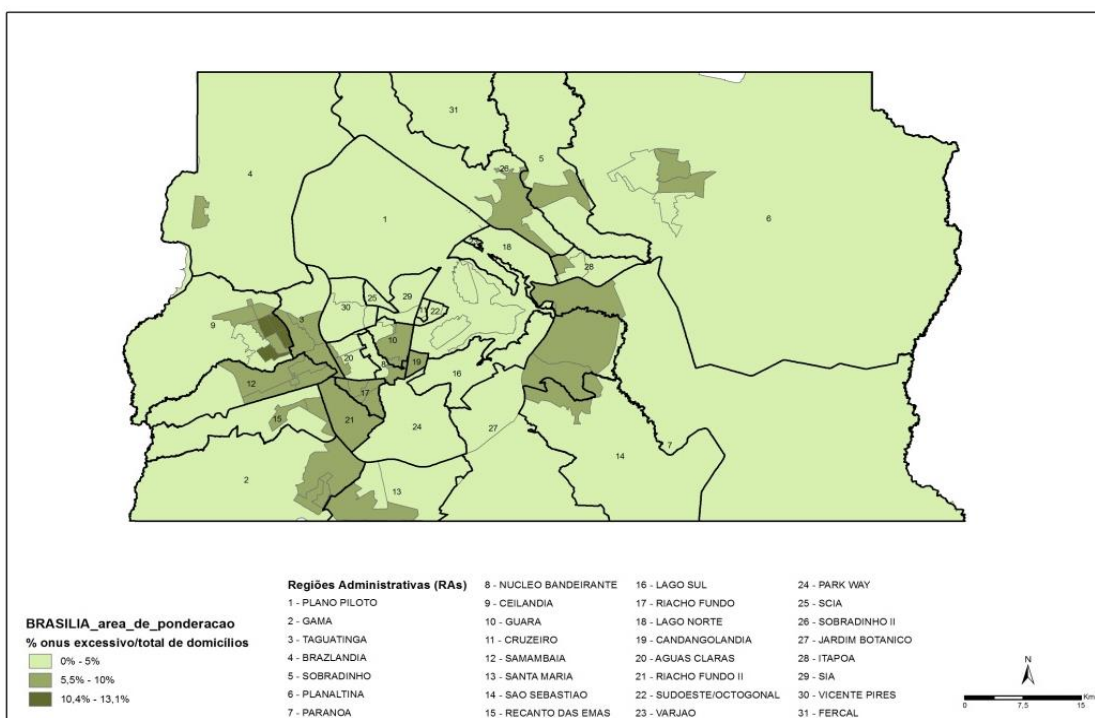 31
26
5
4
6
1
18
28
25
29
30
11
22
9
3
10
20
8
19
12
16
17
15
21
24
27
7
14
2
13
Regiões Administrativas (RAs)
1 - PLANO PILOTO
2 - GAMA
3 - TAGUATINGA
4 - BRAZLANDIA
5 - SOBRADINHO
6 - PLANALTINA
7 - PARANOA
8 - NUCLEO BANDEIRANTE
9 - CEILANDIA
10 - GUARA
11 - CRUZEIRO
12 - SAMAMBAIA
13 - SANTA MARIA
14 - SAO SEBASTIAO
15 - RECANTO DAS EMAS
16 - LAGO SUL
17 - RIACHO FUNDO
18 - LAGO NORTE
19 - CANDANGOLANDIA
20 - AGUAS CLARAS
21 - RIACHO FUNDO II
22 - SUDOESTE/OCTOGONAL
23 - VARJAO
24 - PARK WAY
25 - SCIA
26 - SOBRADINHO II
27 - JARDIM BOTANICO
28 - ITAPOA
29 - SIA
30 - VICENTE PIRES
31 - FERCAL
BRASILIA_area_de_ponderacao
% onus excessivo/total de domicílios
0% - 5%
5,5% - 10%
10,4% - 13,1%
N
Km
0 7,5 15